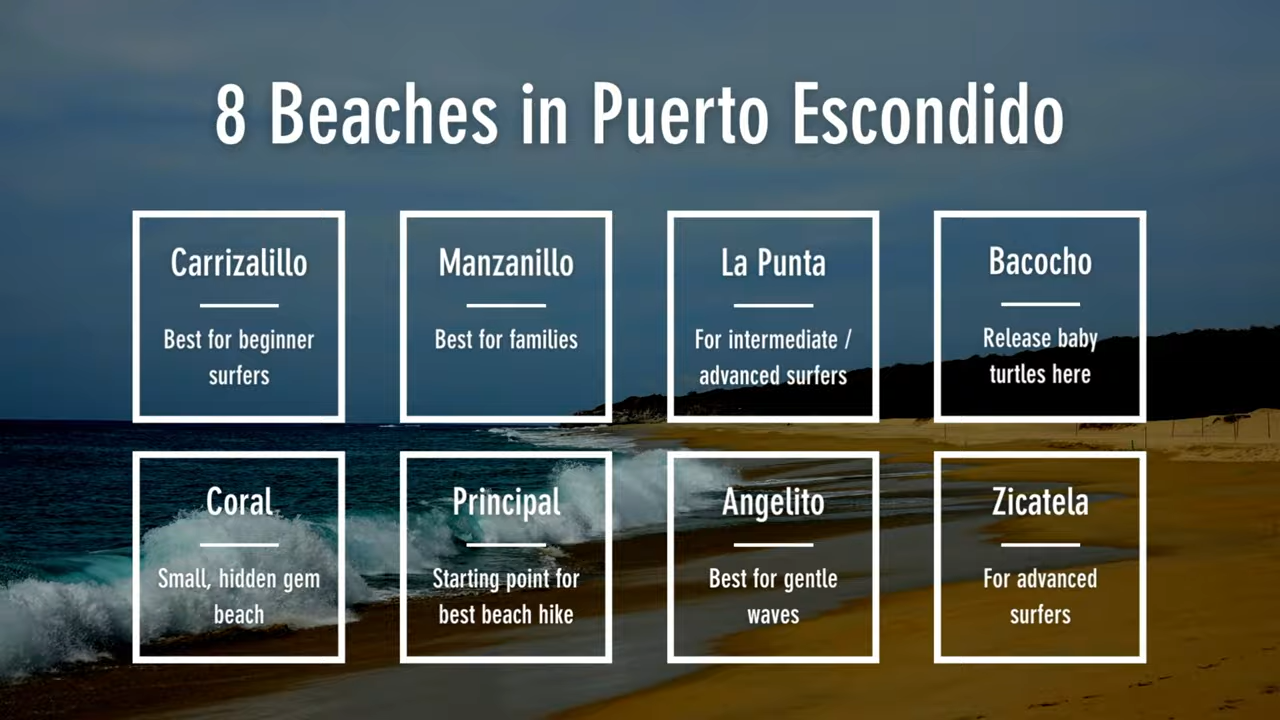 8 Beaches in Puerto Escondido
Carrizalillo
Best for beginner
surfers
Manzanillo
Best for families
La Punta
For intermediate /
advanced surfers
Bacocho
Release baby
turtles here
Coral
Small, hidden gem
beach
Principal
Starting point for
best beach hike
Angelito
Best for gentle
waves
Zicatela
For advanced
surfers